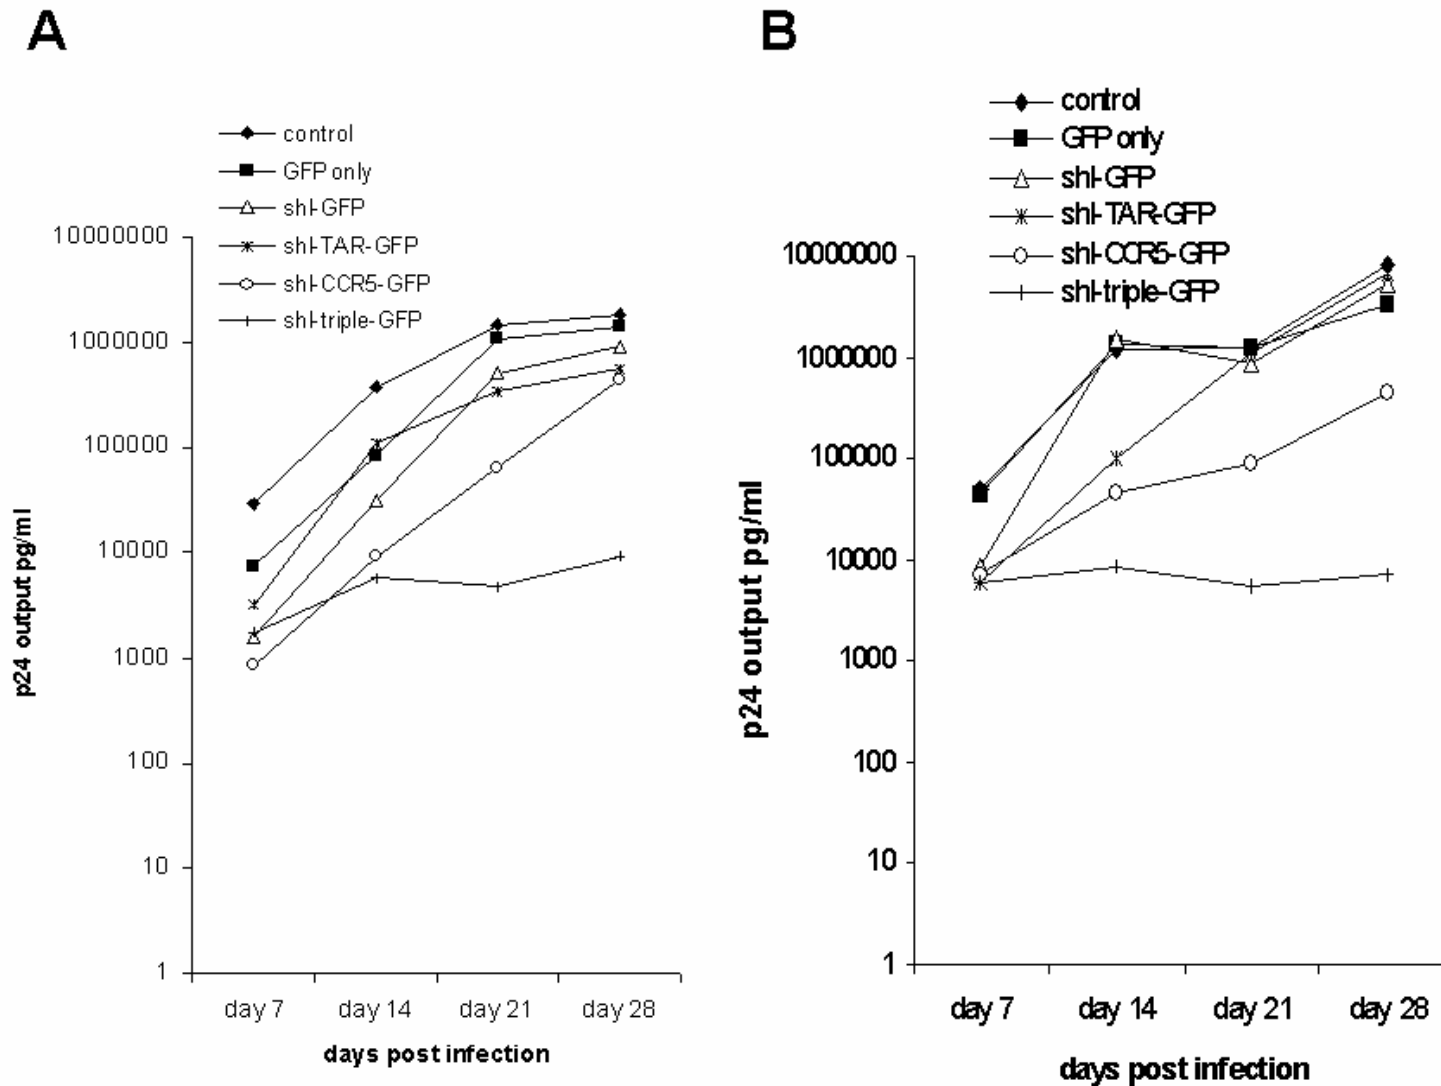 A
control
GFP only
shI-GFP
shI-TAR-GFP
shI-CCR5-GFP
shI-triple-GFP
10000000
1000000
100000
10000
1000
100
10
1
p24 output pg/ml
day 7 day 14 day 21 day 28
days post infection
B
control
GFP only
shI-GFP
shI-TAR-GFP
shI-CCR5-GFP
shI-triple-GFP
10000000
1000000
100000
10000
1000
100
10
1
p24 output pg/ml
day 7 day 14 day 21 day 28
days post infection